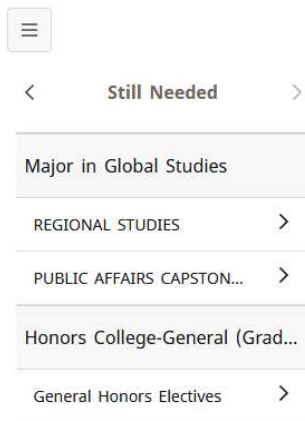 Still Needed
Major in Global Studies
REGIONAL STUDIES
PUBLIC AFFAIRS CAPSTON...
Honors College-General (Grad...
General Honors Electives